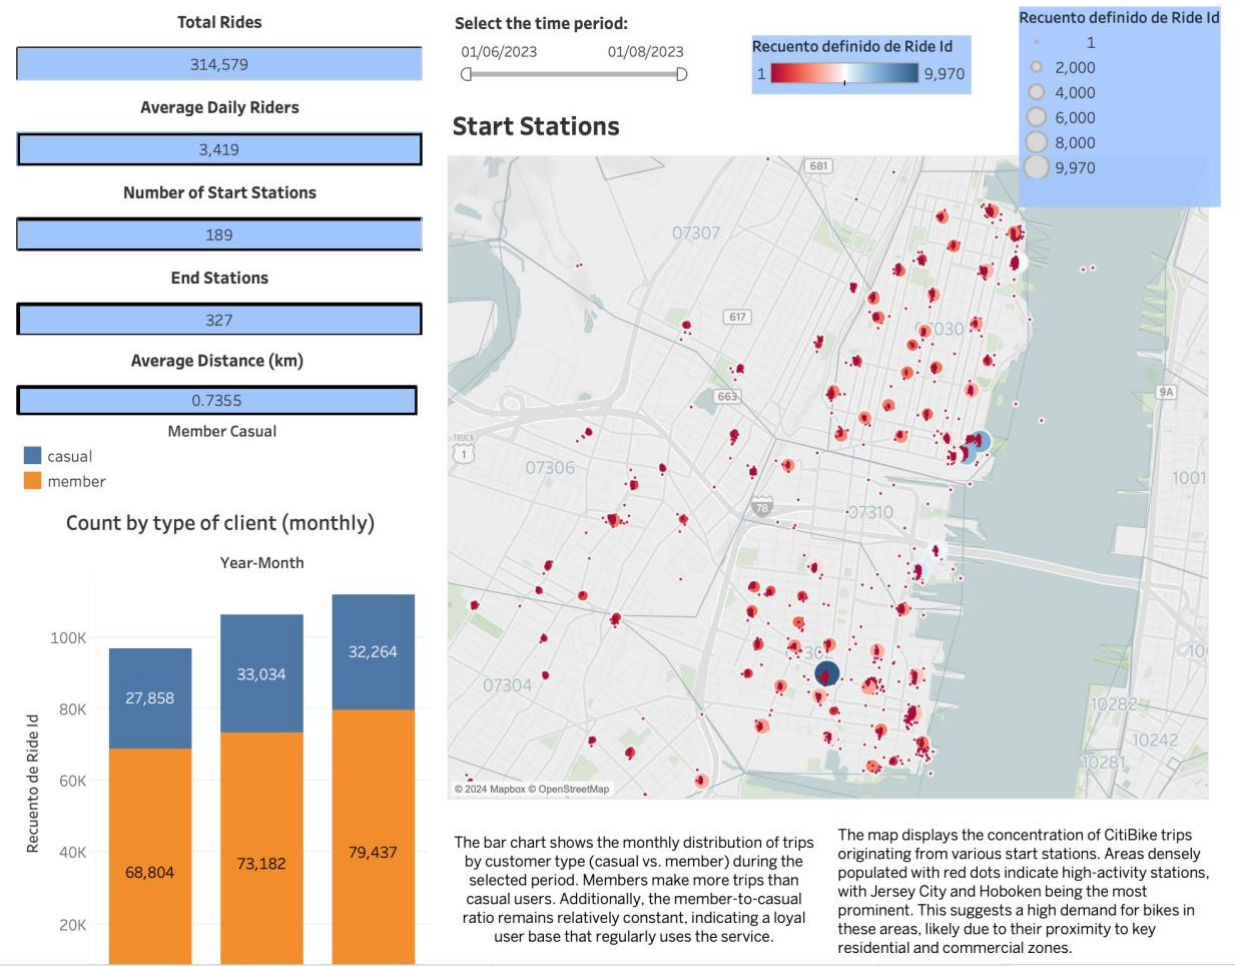 Total Rides
314,579
Average Daily Riders
3,419
Number of Start Stations
189
End Stations
327
Average Distance (km)
0.7355
Member Casual
casual
member
Count by type of client (monthly)
Year-Month
Recuento de Ride Id
100K
80K
60K
40K
20K
27,858
33,034
32,264
68,804
73,182
79,437
Select the time period:
01/06/2023
01/08/2023
Recuento definido de Ride Id
1
9,970
Recuento definido de Ride Id
1
2,000
4,000
6,000
8,000
9,970
Start Stations
681
07307
617
07030
663
9A
TRUCK
1
07306
1001
78
07310
07302
100
07304
10282
10242
10281
© 2024 Mapbox © OpenStreetMap
The bar chart shows the monthly distribution of trips
by customer type (casual vs. member) during the
selected period. Members make more trips than
casual users. Additionally, the member-to-casual
ratio remains relatively constant, indicating a loyal
user base that regularly uses the service.
The map displays the concentration of CitiBike trips
originating from various start stations. Areas densely
populated with red dots indicate high-activity stations,
with Jersey City and Hoboken being the most
prominent. This suggests a high demand for bikes in
these areas, likely due to their proximity to key
residential and commercial zones.